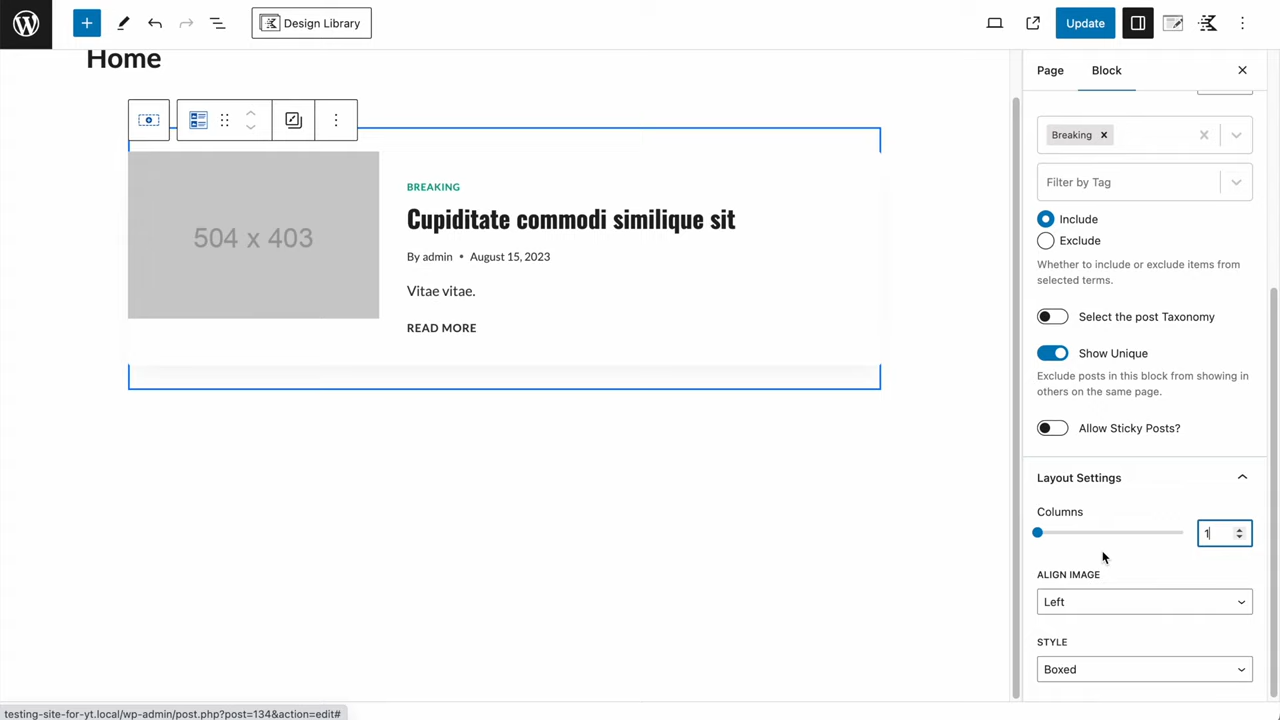 Design Library
Update
Home
504 x 403
BREAKING
Cupiditate commodi similique sit
By admin • August 15, 2023
Vitae vitae.
READ MORE
Page
Block
Breaking
Filter by Tag
Include
Exclude
Whether to include or exclude items from
selected terms.
Select the post Taxonomy
Show Unique
Exclude posts in this block from showing in
others on the same page.
Allow Sticky Posts?
Layout Settings
Columns
1
ALIGN IMAGE
Left
STYLE
Boxed
testing-site-for-yt.local/wp-admin/post.php?post=134&action=edit#